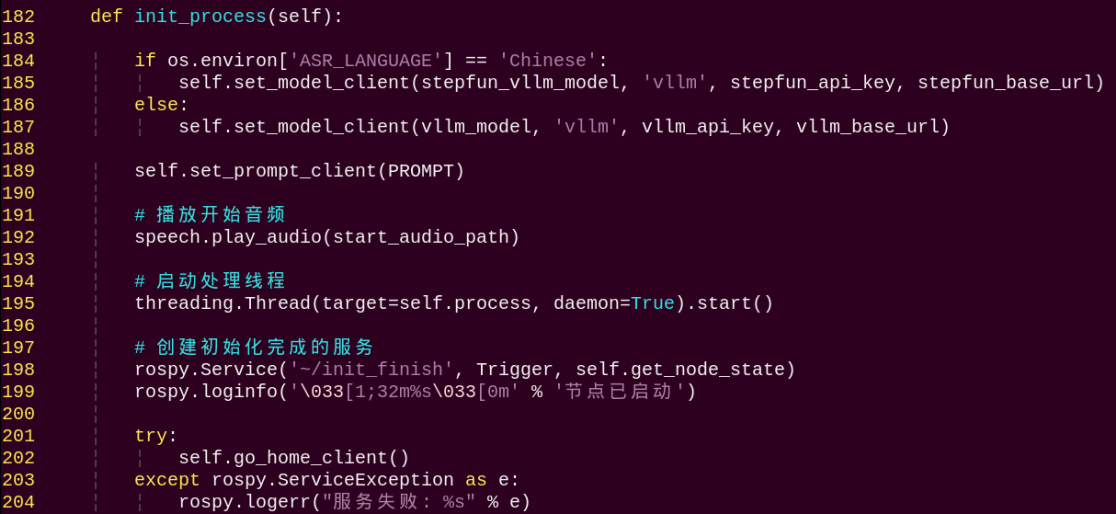 182     def init_process(self):
183
184         if os.environ['ASR_LANGUAGE'] == 'Chinese':
185             self.set_model_client(stepfun_vllm_model, 'vllm', stepfun_api_key, stepfun_base_url)
186         else:
187             self.set_model_client(vllm_model, 'vllm', vllm_api_key, vllm_base_url)
188
189         self.set_prompt_client(PROMPT)
190
191         # 播放开始音频
192         speech.play_audio(start_audio_path)
193
194         # 启动处理线程
195         threading.Thread(target=self.process, daemon=True).start()
196
197         # 创建初始化完成的服务
198         rospy.Service('~/init_finish', Trigger, self.get_node_state)
199         rospy.loginfo('\033[1;32m%s\033[0m' % '节点已启动')
200
201         try:
202             self.go_home_client()
203         except rospy.ServiceException as e:
204             rospy.logerr("服务失败: %s" % e)